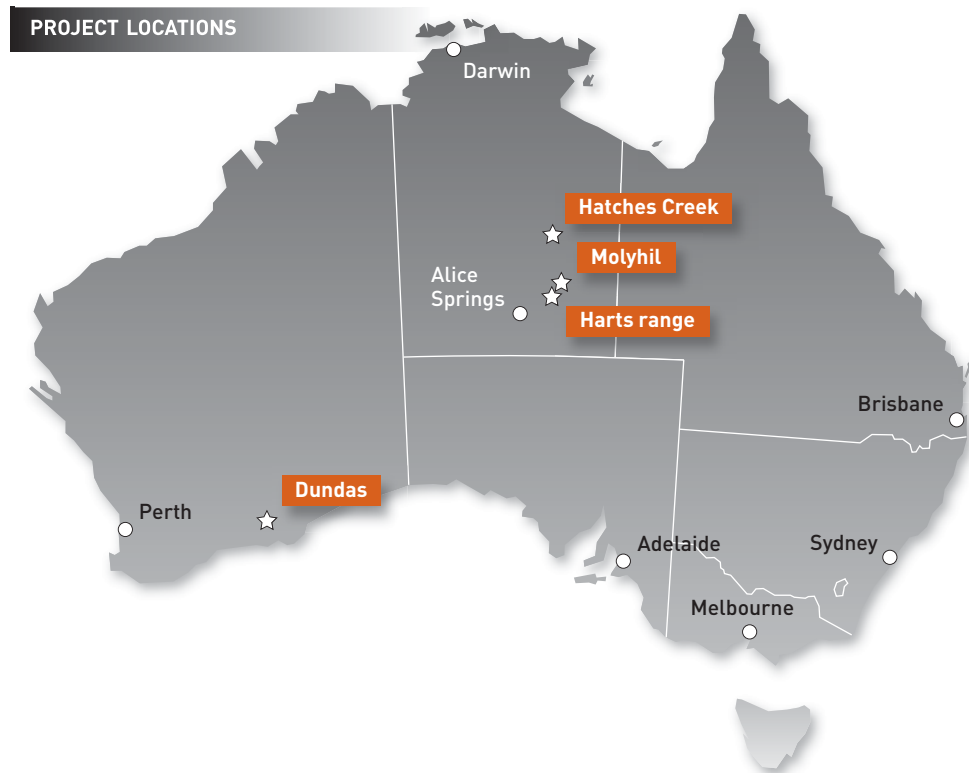 PROJECT LOCATIONS
Darwin
Hatches Creek
Molyhil
Alice
Springs
Harts range
Brisbane
Dundas
Perth
Adelaide
Sydney
Melbourne